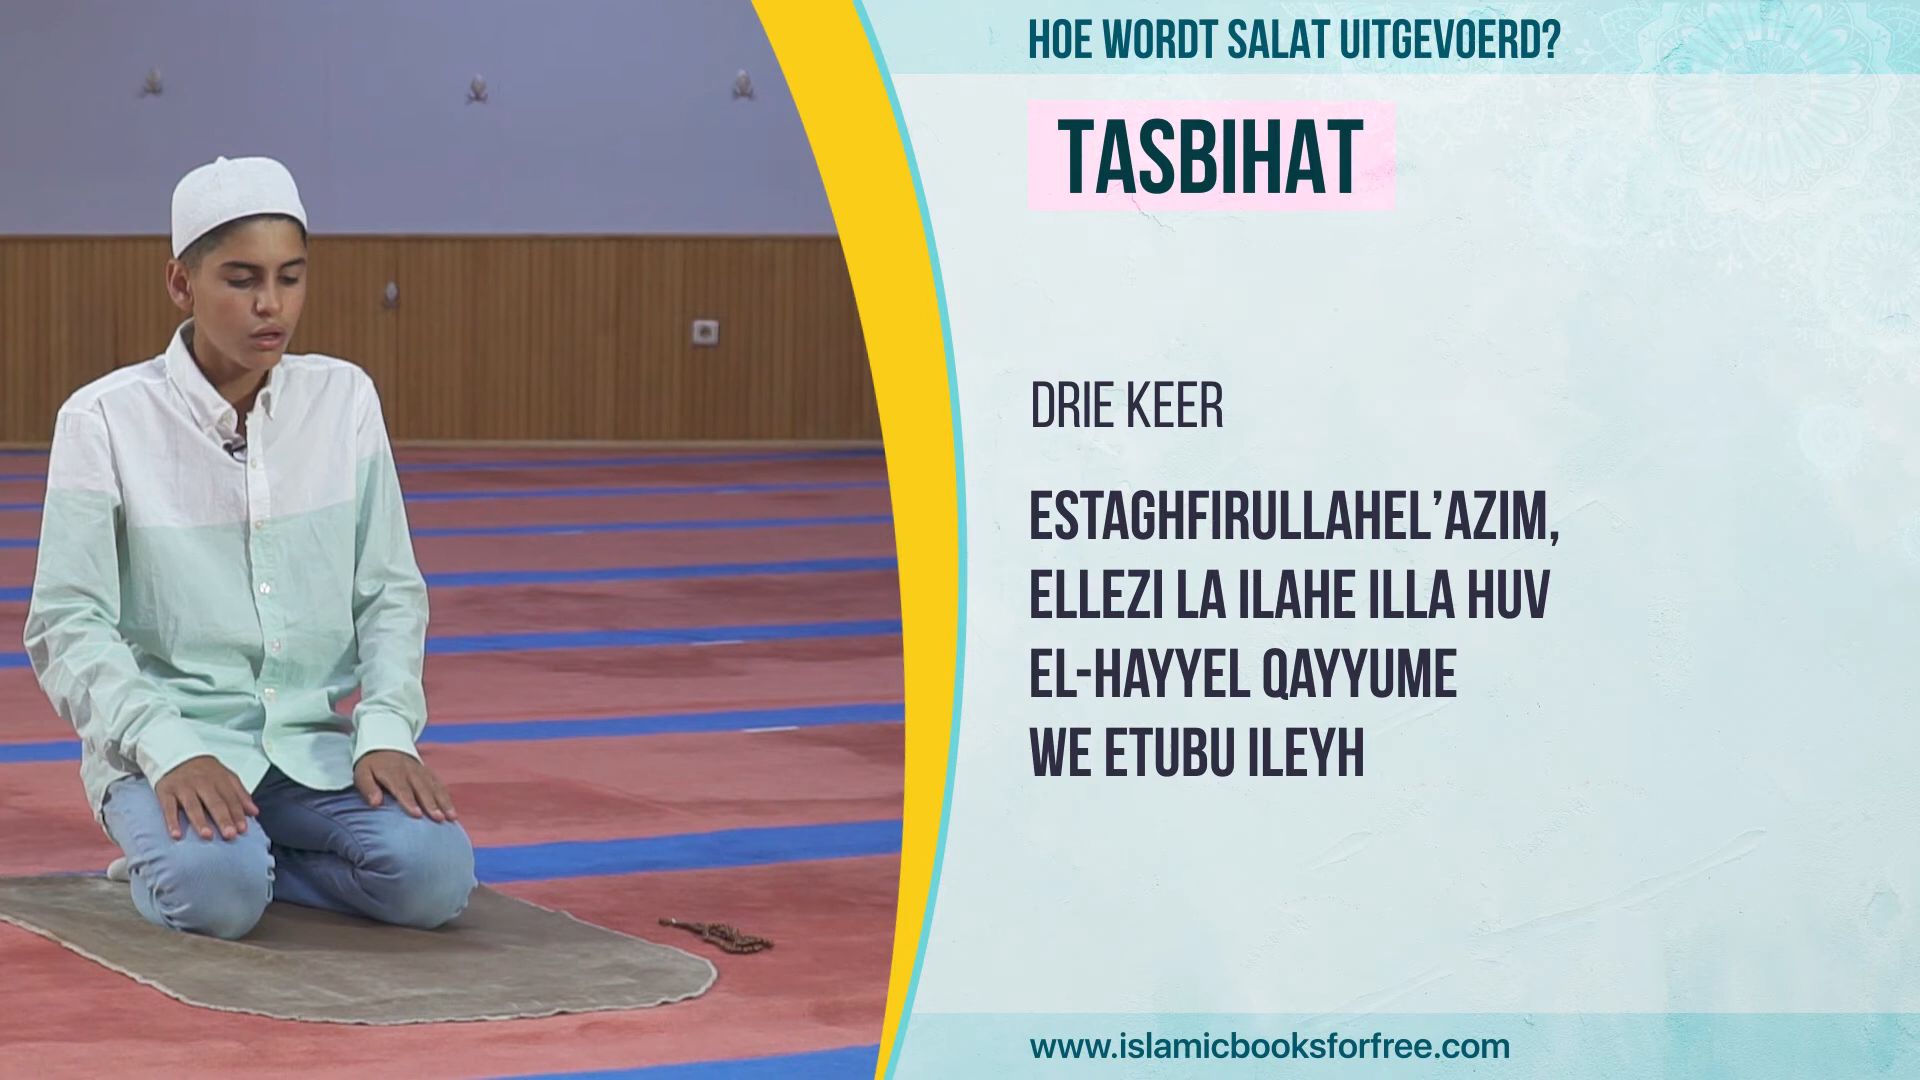 HOE WORDT SALAT UITGEVOERD?
TASBIHAT
DRIE KEER
ESTAGHFIRULLAHEL’AZIM,
ELLEZI LA ILAHE ILLA HUV
EL-HAYYEL QAYYUME
WE ETUBU ILEYH
www.islamicbooksforfree.com